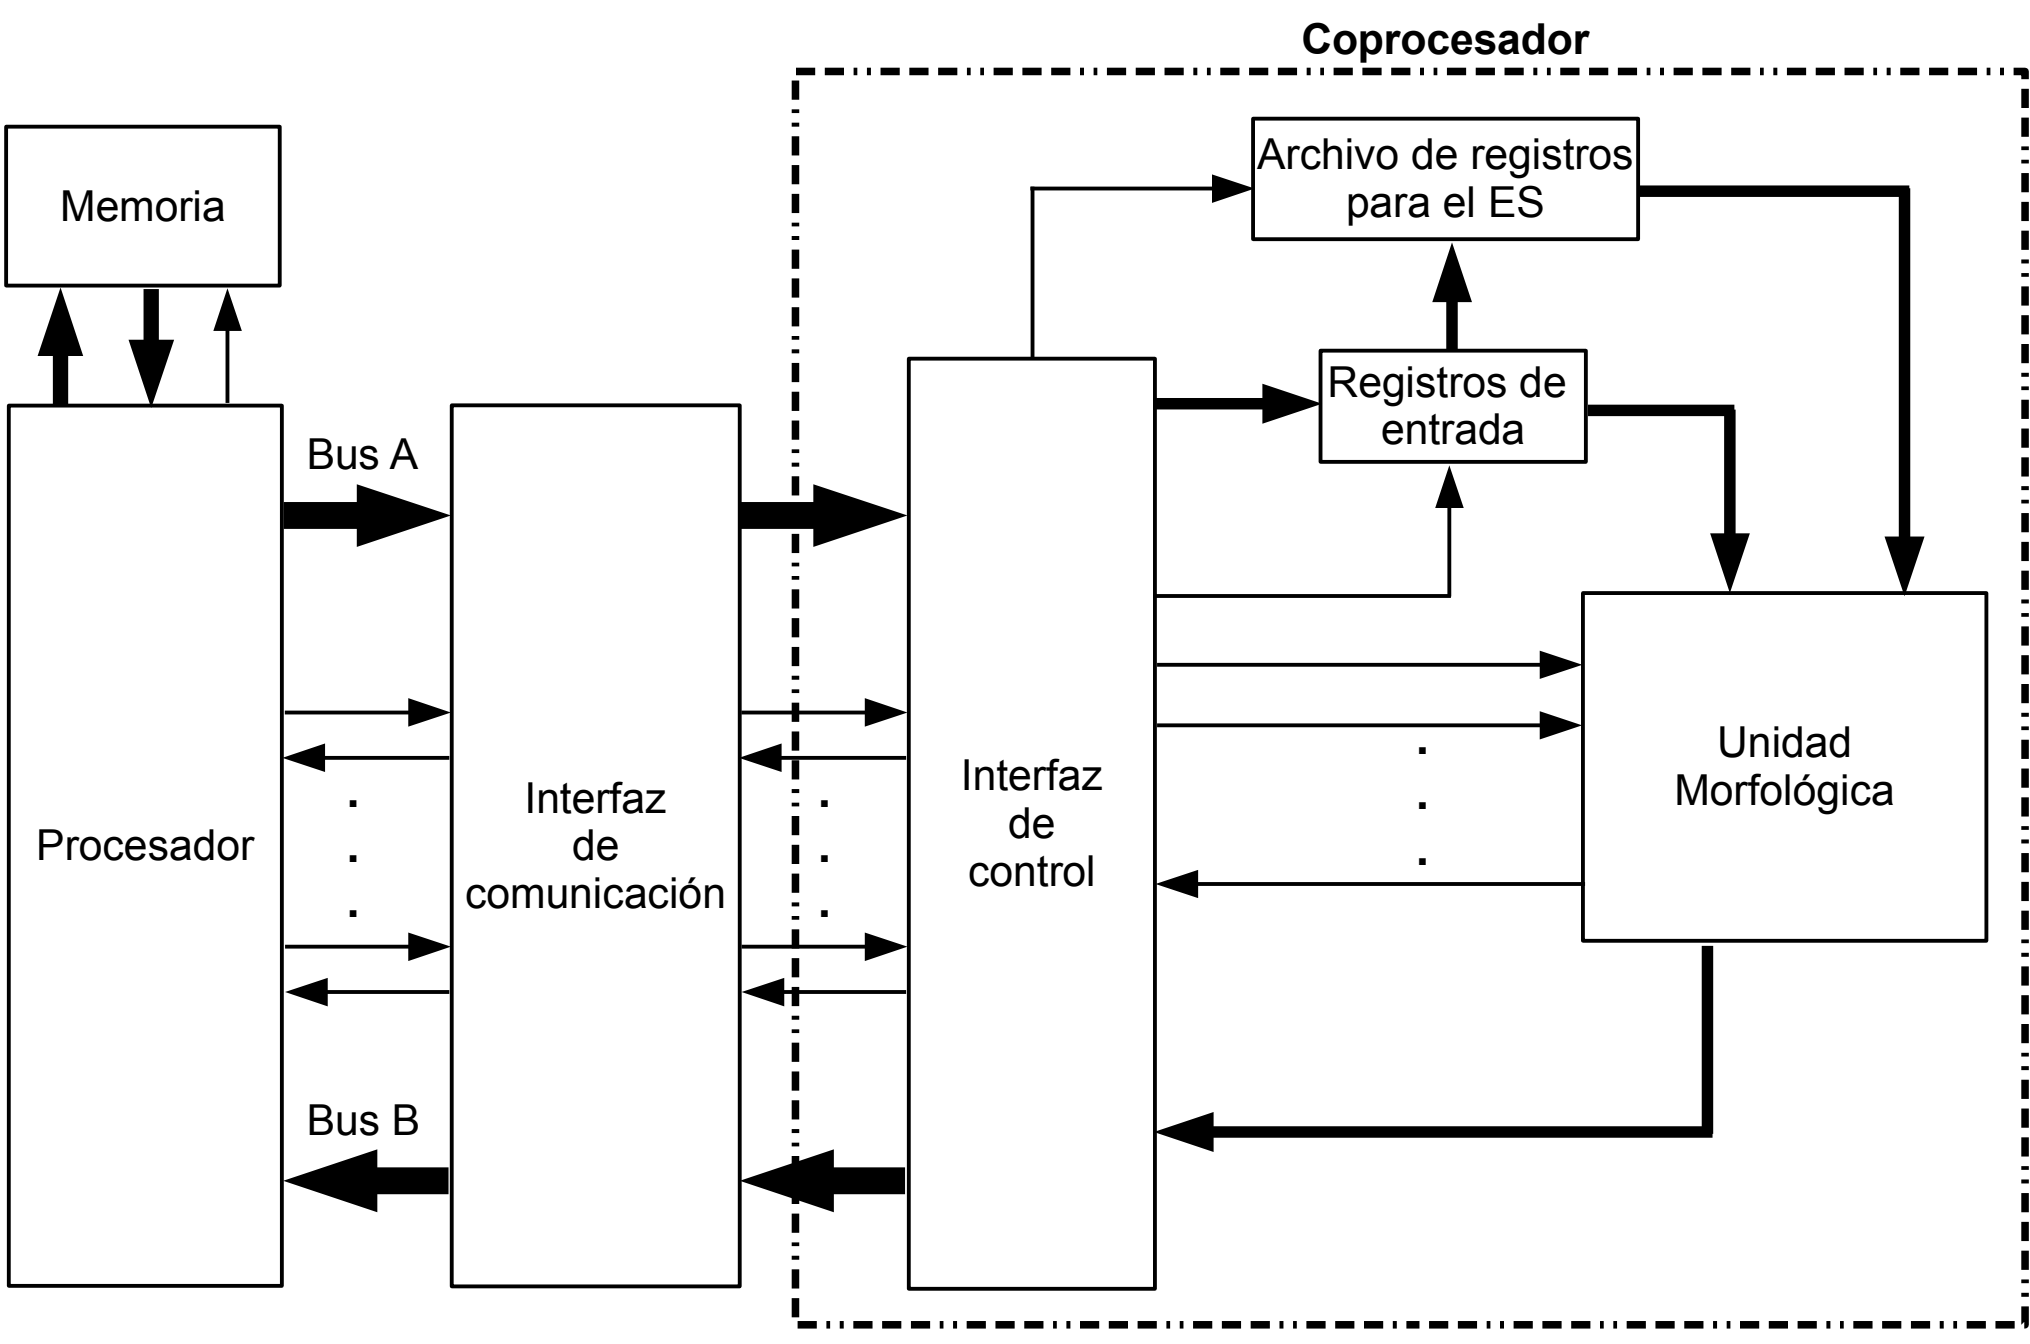 Coprocesador
Memoria
Archivo de registros
para el ES
Registros de
entrada
Bus A
Procesador
Interfaz
de
comunicación
Interfaz
de
control
Unidad
Morfológica
Bus B